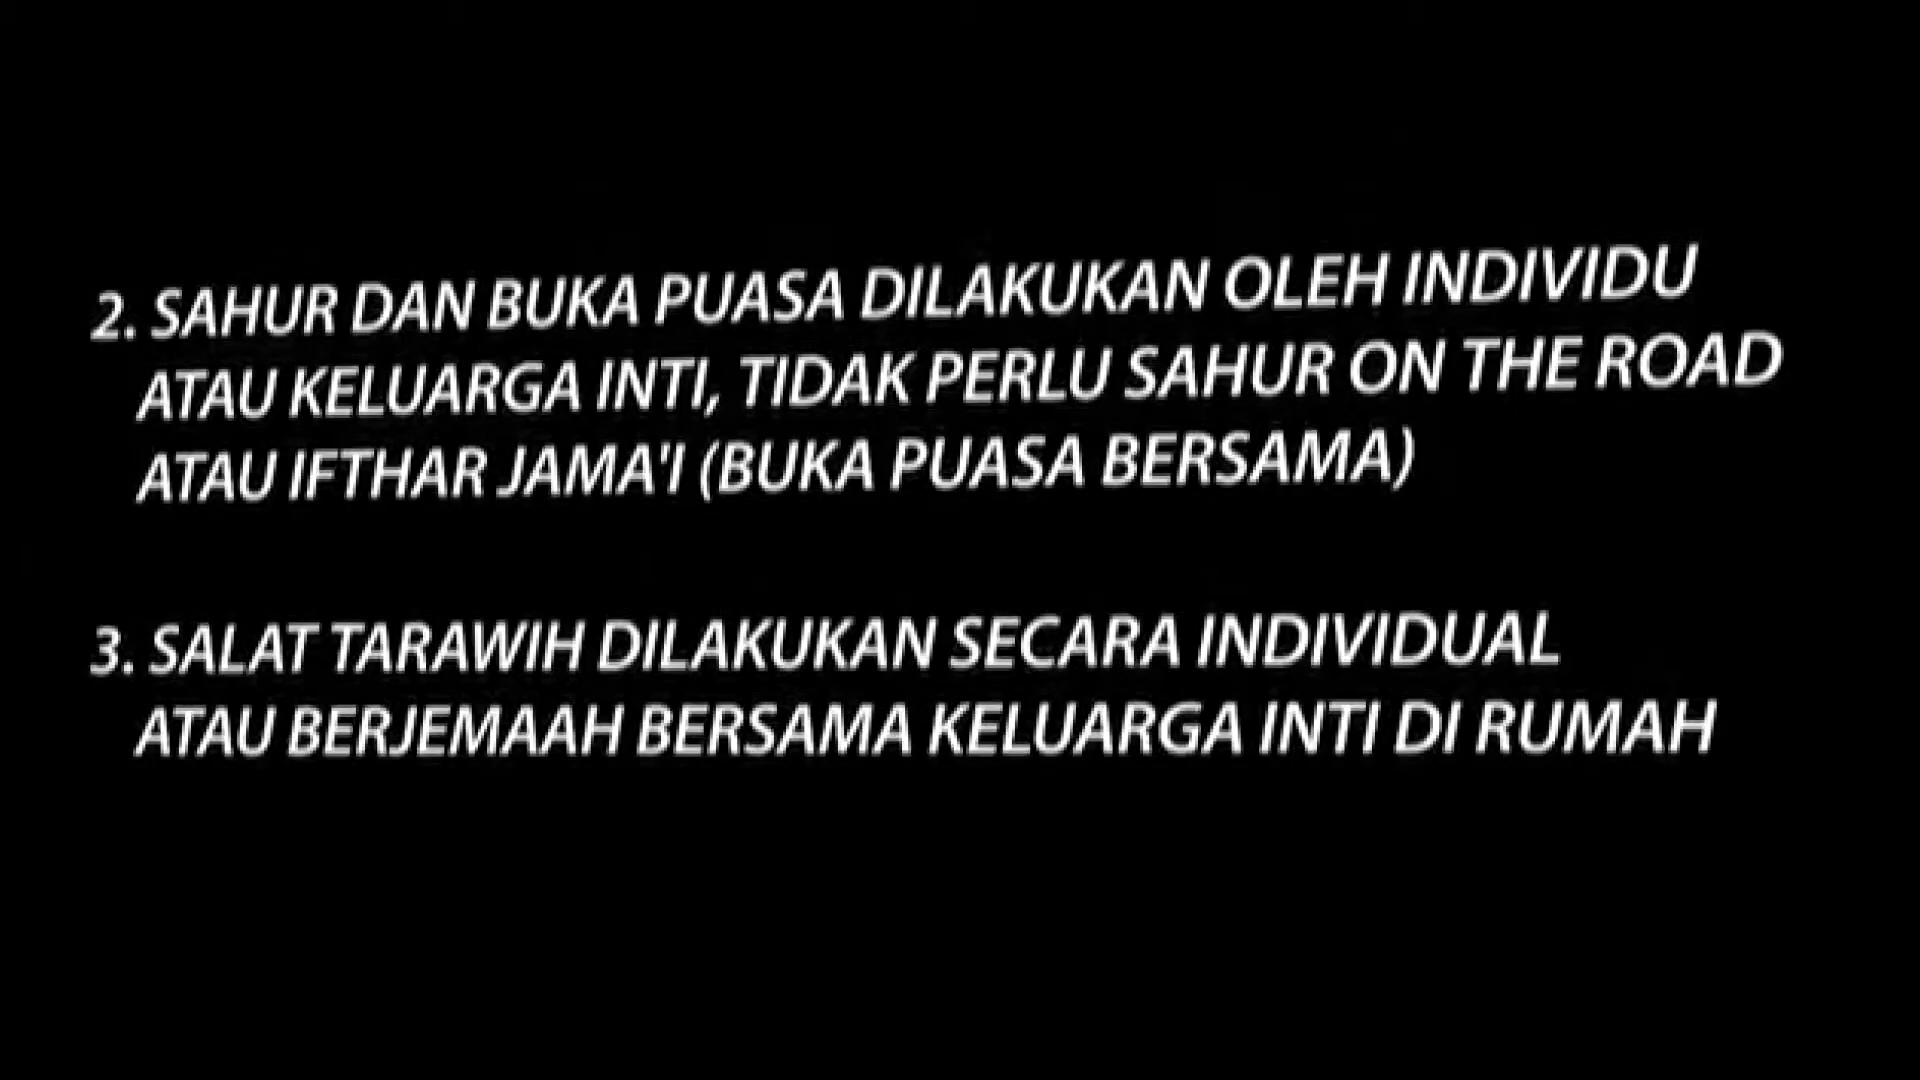 2. SAHUR DAN BUKA PUASA DILAKUKAN OLEH INDIVIDU
ATAU KELUARGA INTI, TIDAK PERLU SAHUR ON THE ROAD
ATAU IFTHAR JAMA'I (BUKA PUASA BERSAMA)
3. SALAT TARAWIH DILAKUKAN SECARA INDIVIDUAL
ATAU BERJEMAAH BERSAMA KELUARGA INTI DI RUMAH